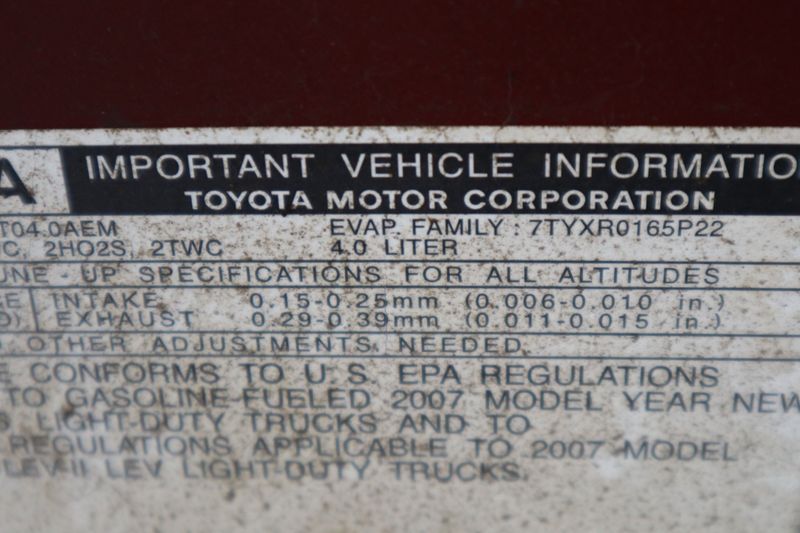 A IMPORTANT VEHICLE INFORMATIO
TOYOTA MOTOR CORPORATION
T04.0AEM EVAP. FAMILY : 7TYXR0165P22
C, 2HO2S, 2TWC 4.0 LITER
UNE - UP SPECIFICATIONS FOR ALL ALTITUDES
E INTAKE 0.15-0.25mm (0.006-0.010 in.)
D) EXHAUST 0.29-0.39mm (0.011-0.015 in.)
O OTHER ADJUSTMENTS NEEDED.
E CONFORMS TO U.S. EPA REGULATIONS
TO GASOLINE-FUELED 2007 MODEL YEAR NEW
S LIGHT-DUTY TRUCKS AND TO
REGULATIONS APPLICABLE TO 2007 MODEL
LEV-II LEV LIGHT-DUTY TRUCKS.